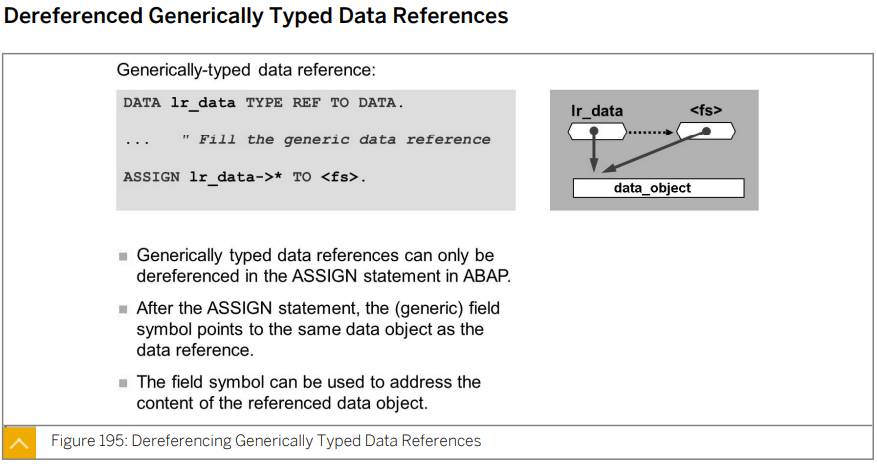 Dereferenced Generically Typed Data References
Generically-typed data reference:
DATA lr_data TYPE REF TO DATA.
... " Fill the generic data reference
ASSIGN lr_data->* TO <fs>.
lr_data <fs>
data_object
Generically typed data references can only be
dereferenced in the ASSIGN statement in ABAP.
After the ASSIGN statement, the (generic) field
symbol points to the same data object as the
data reference.
The field symbol can be used to address the
content of the referenced data object.
Figure 195: Dereferencing Generically Typed Data References